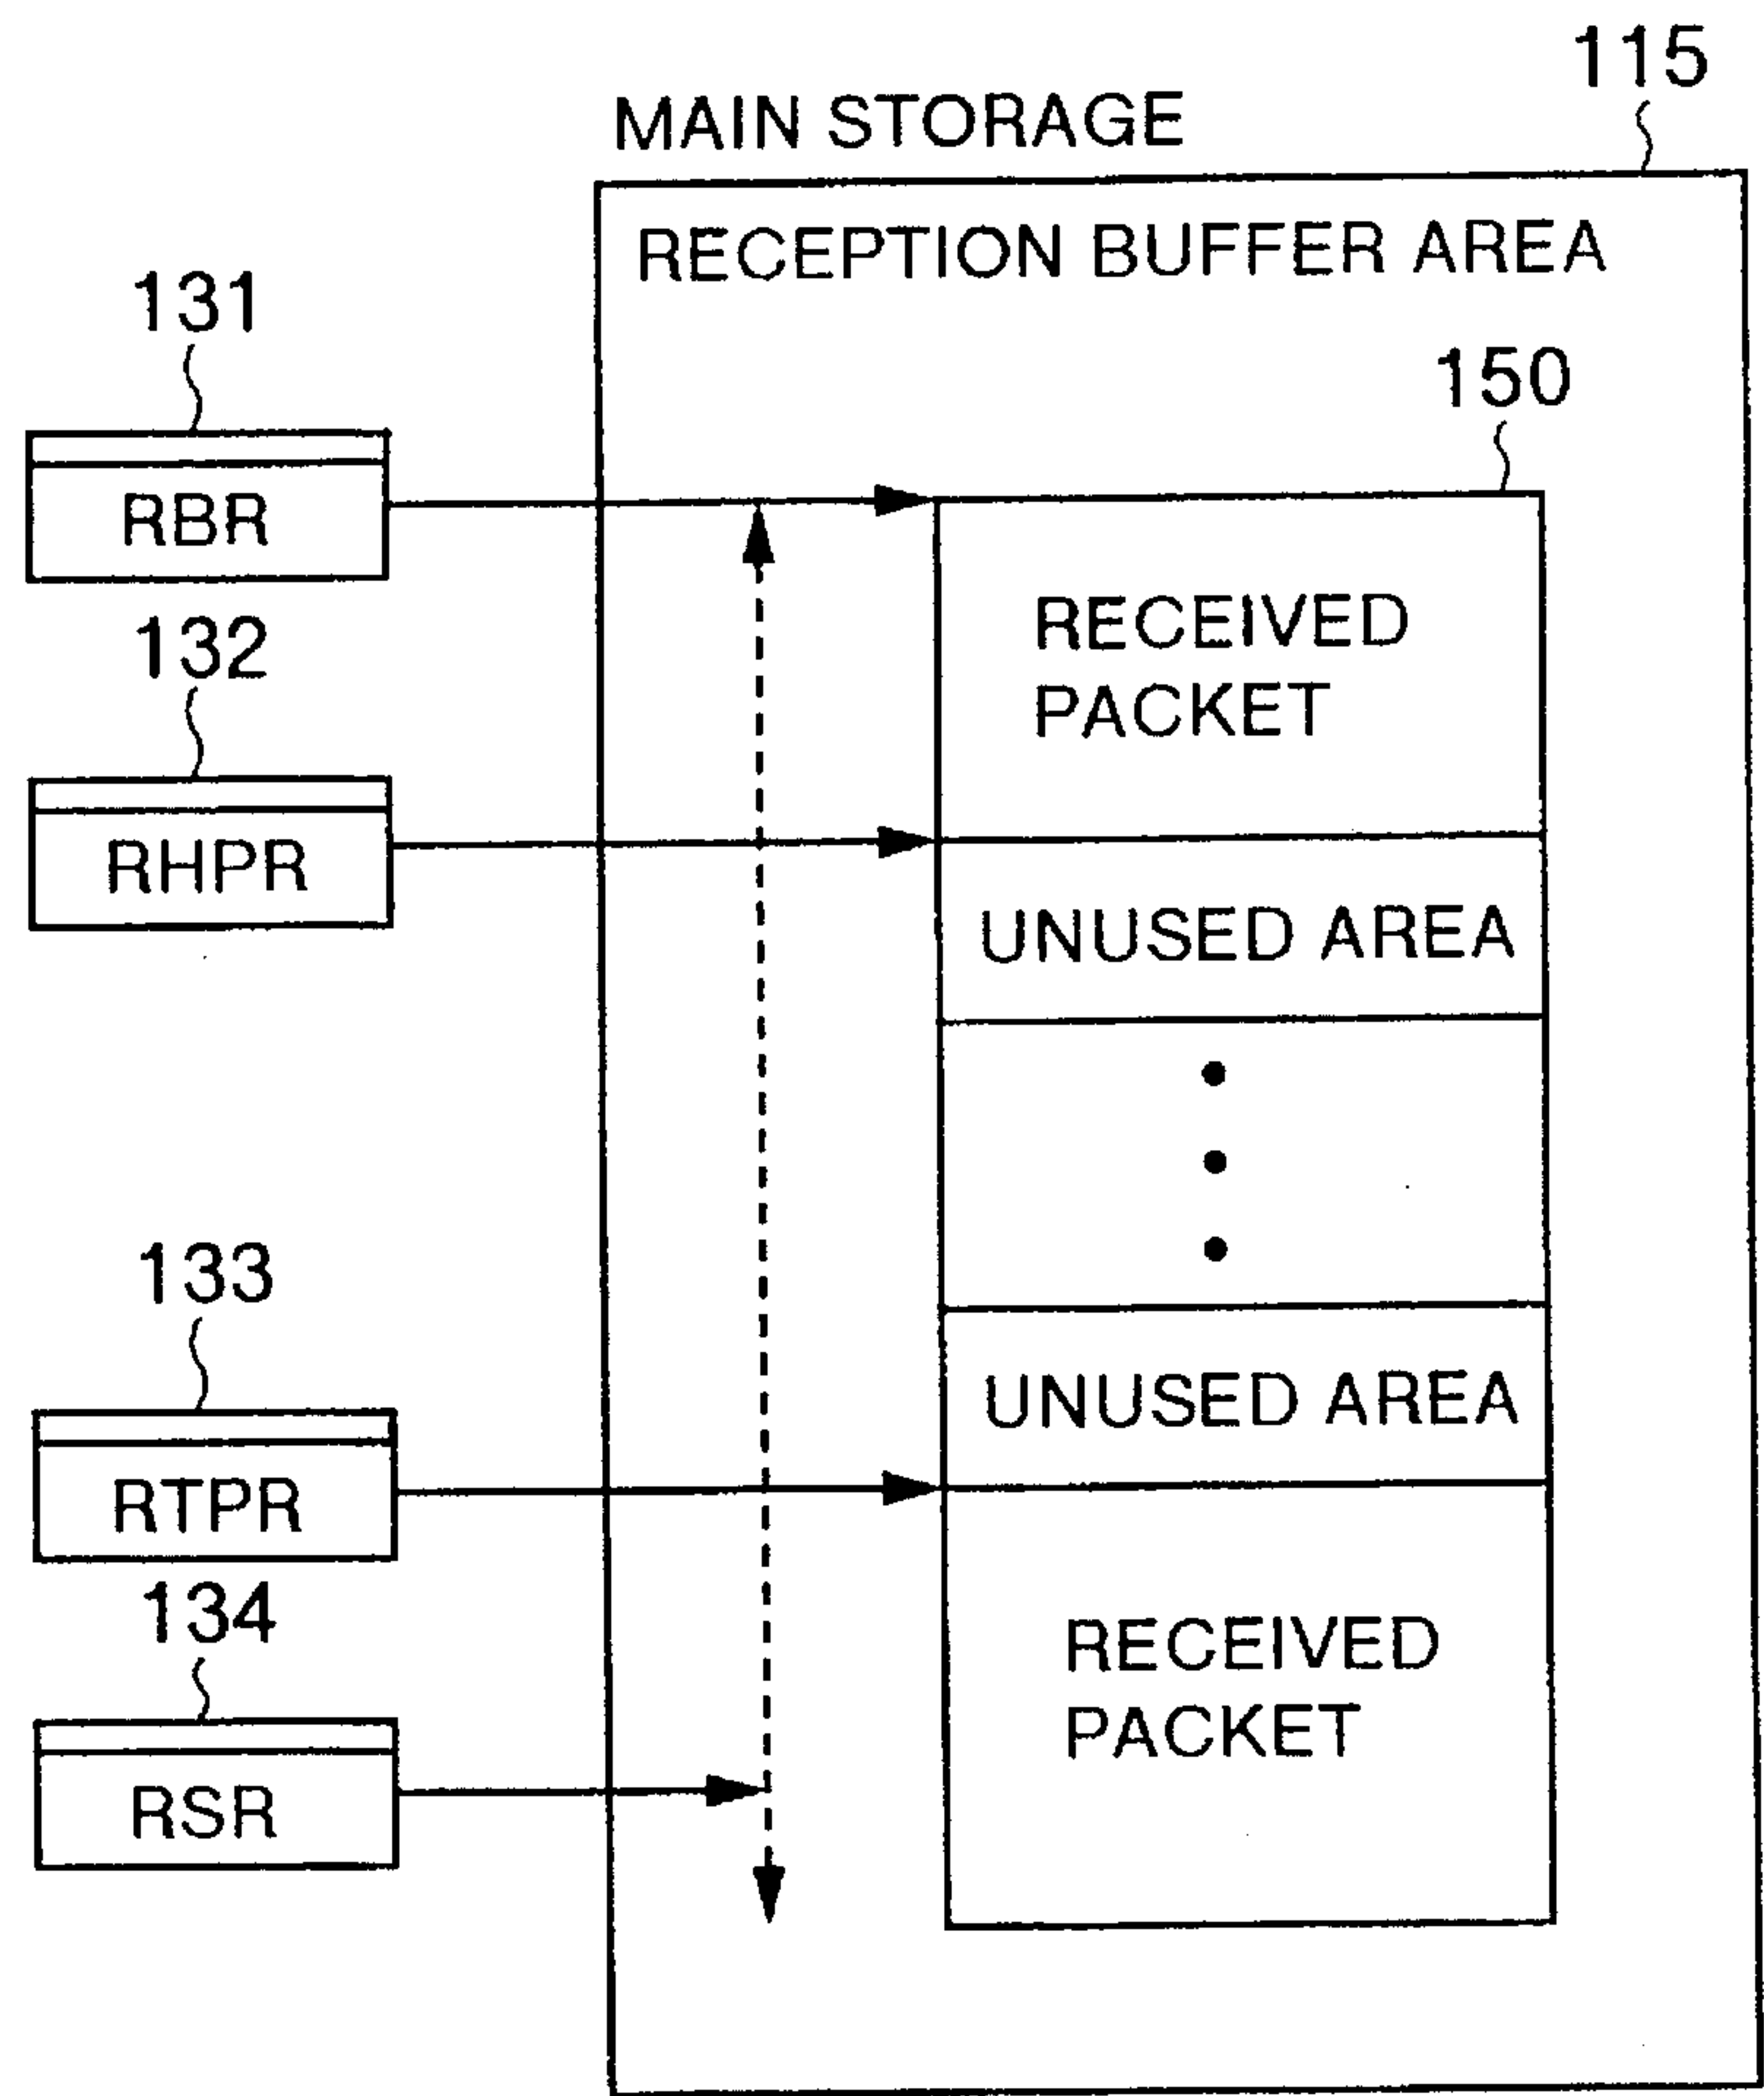 115
MAIN STORAGE
RECEPTION BUFFER AREA
131
150
RBR
RECEIVED
PACKET
132
RHPR
UNUSED AREA
133
UNUSED AREA
RTPR
134
RECEIVED
PACKET
RSR